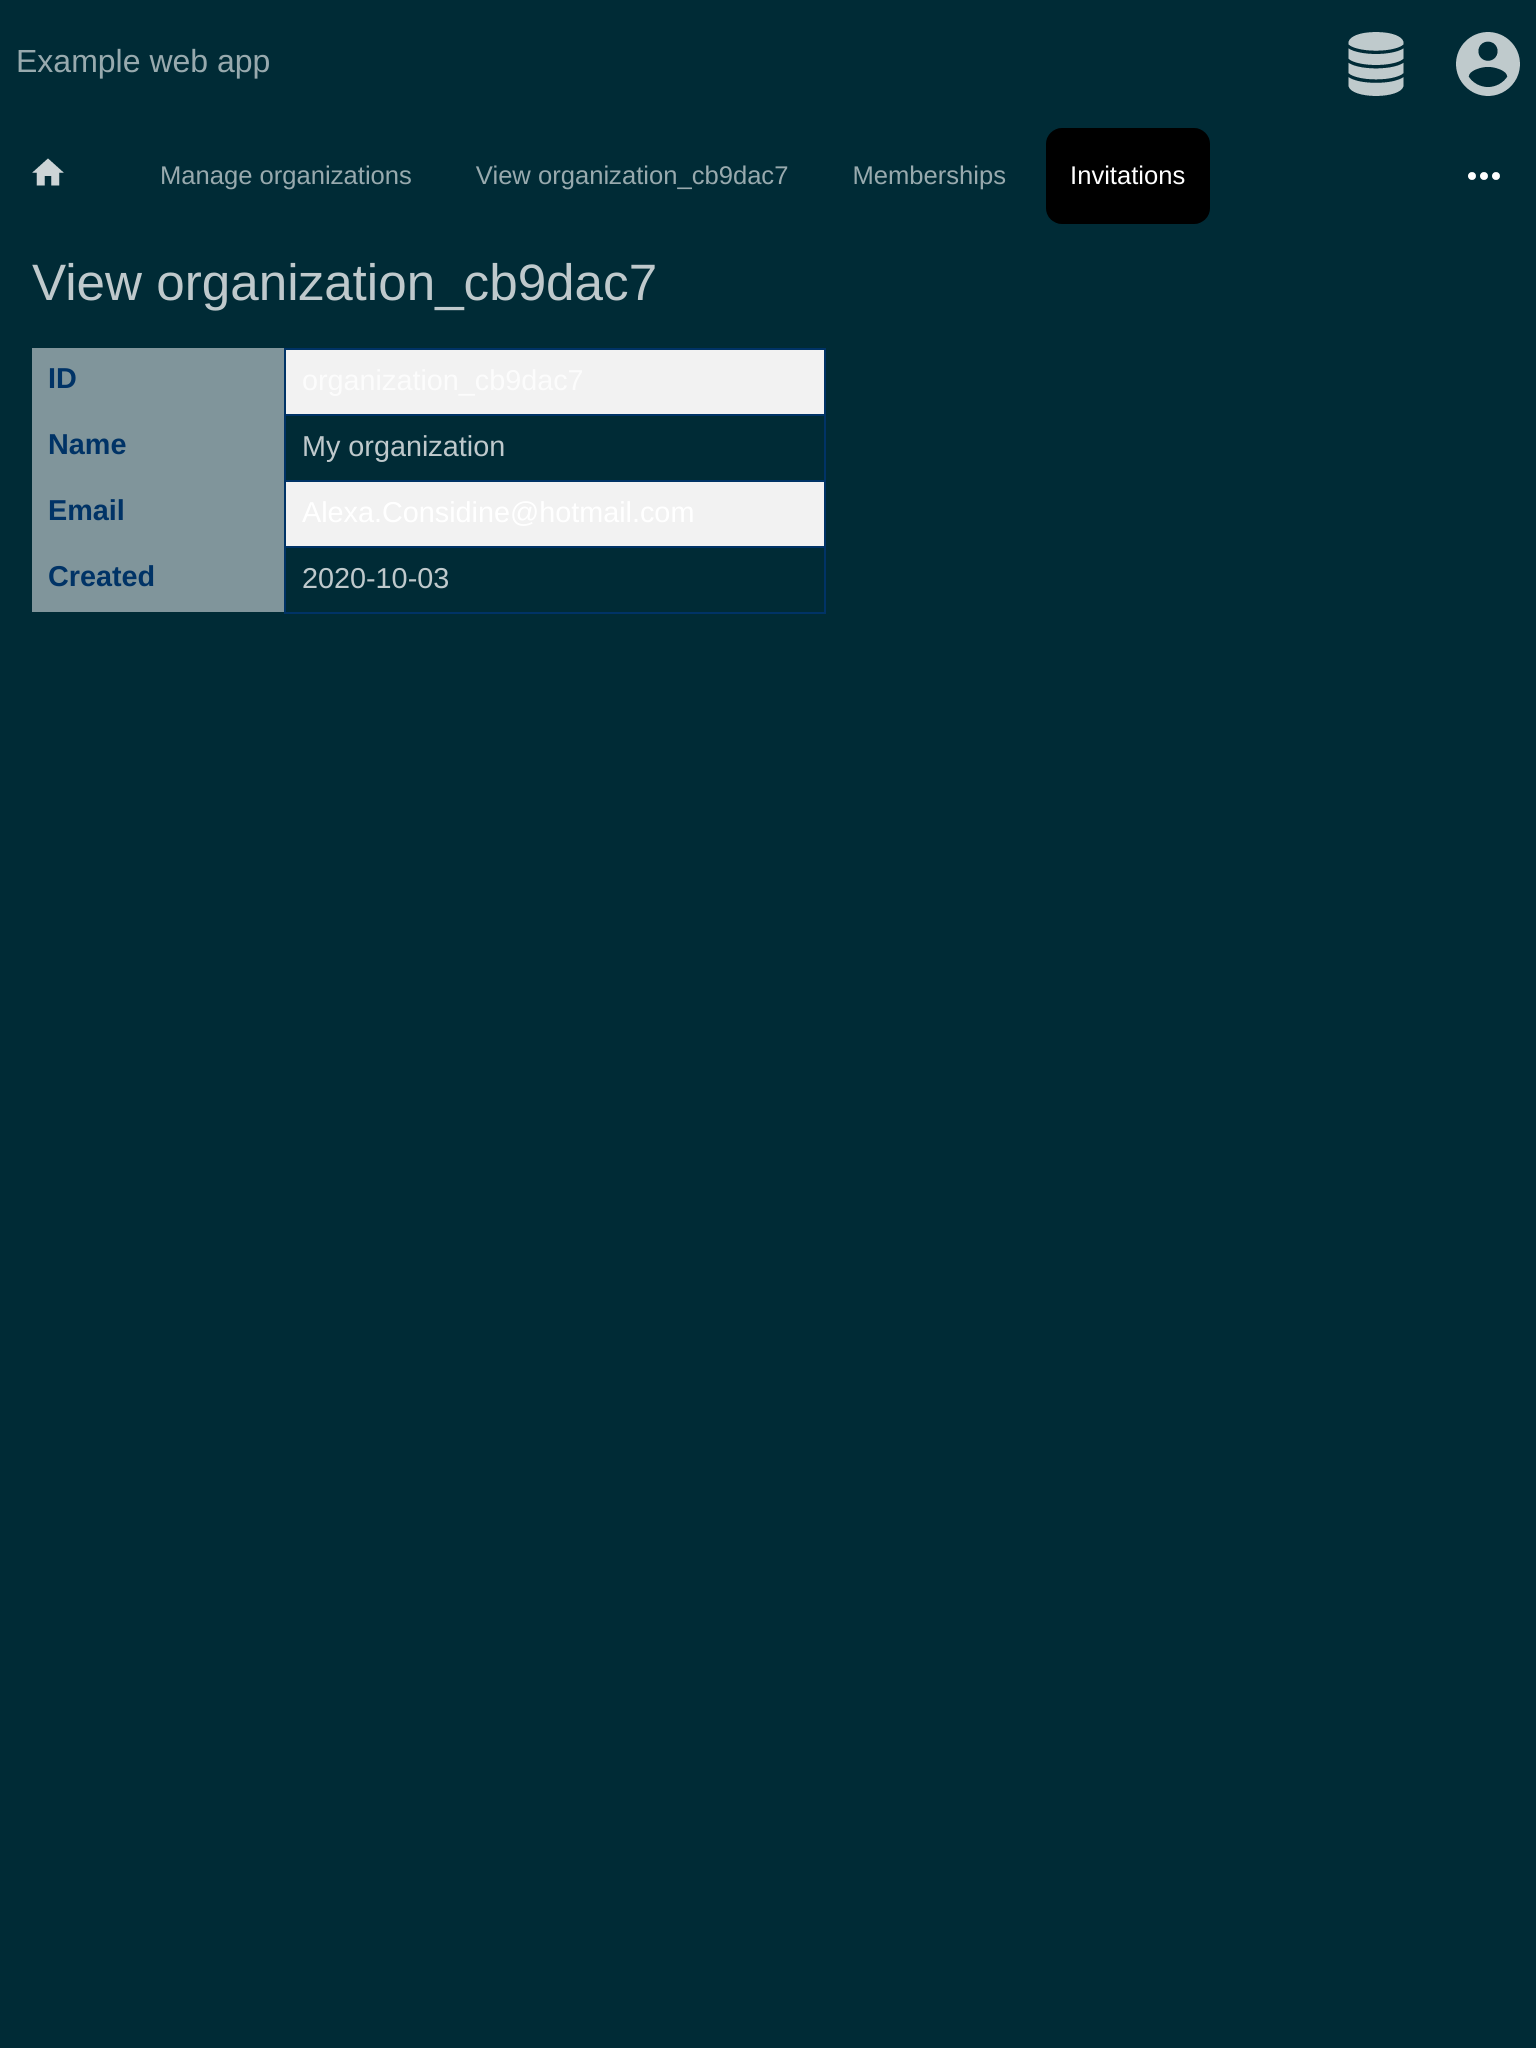 Example web app
Manage organizations View organization_cb9dac7 Memberships Invitations
View organization_cb9dac7
ID organization_cb9dac7
Name My organization
Email Alexa.Considine@hotmail.com
Created 2020-10-03